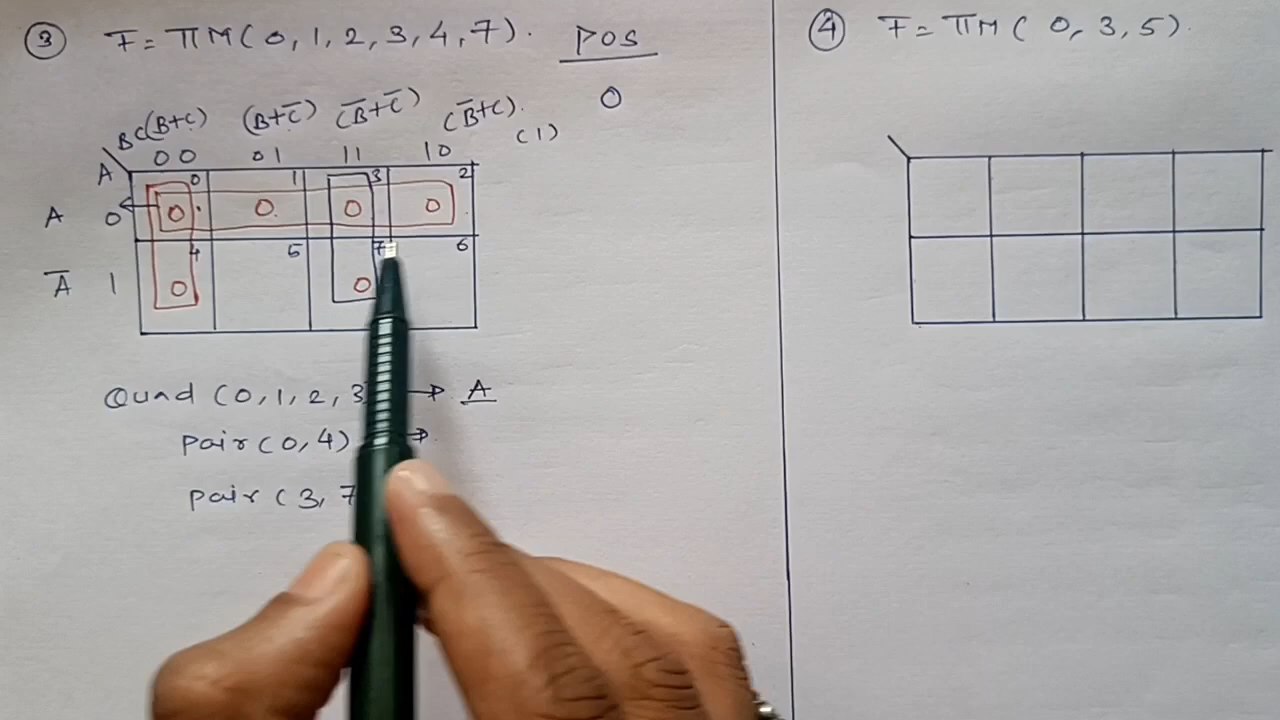 ③ F = ΠM(0, 1, 2, 3, 4, 7). POS
0
BC (B+C) (B+C̅) (B̅+C̅) (B̅+C).
A 00 01 11 10 (1)
A 0 0 0 0 1 0 3 0 2
A̅ 1 0 4 5 0 7 6
Quad (0, 1, 2, 3 → A
Pair (0, 4) →
Pair (3, 7
④ F = ΠM( 0, 3, 5).